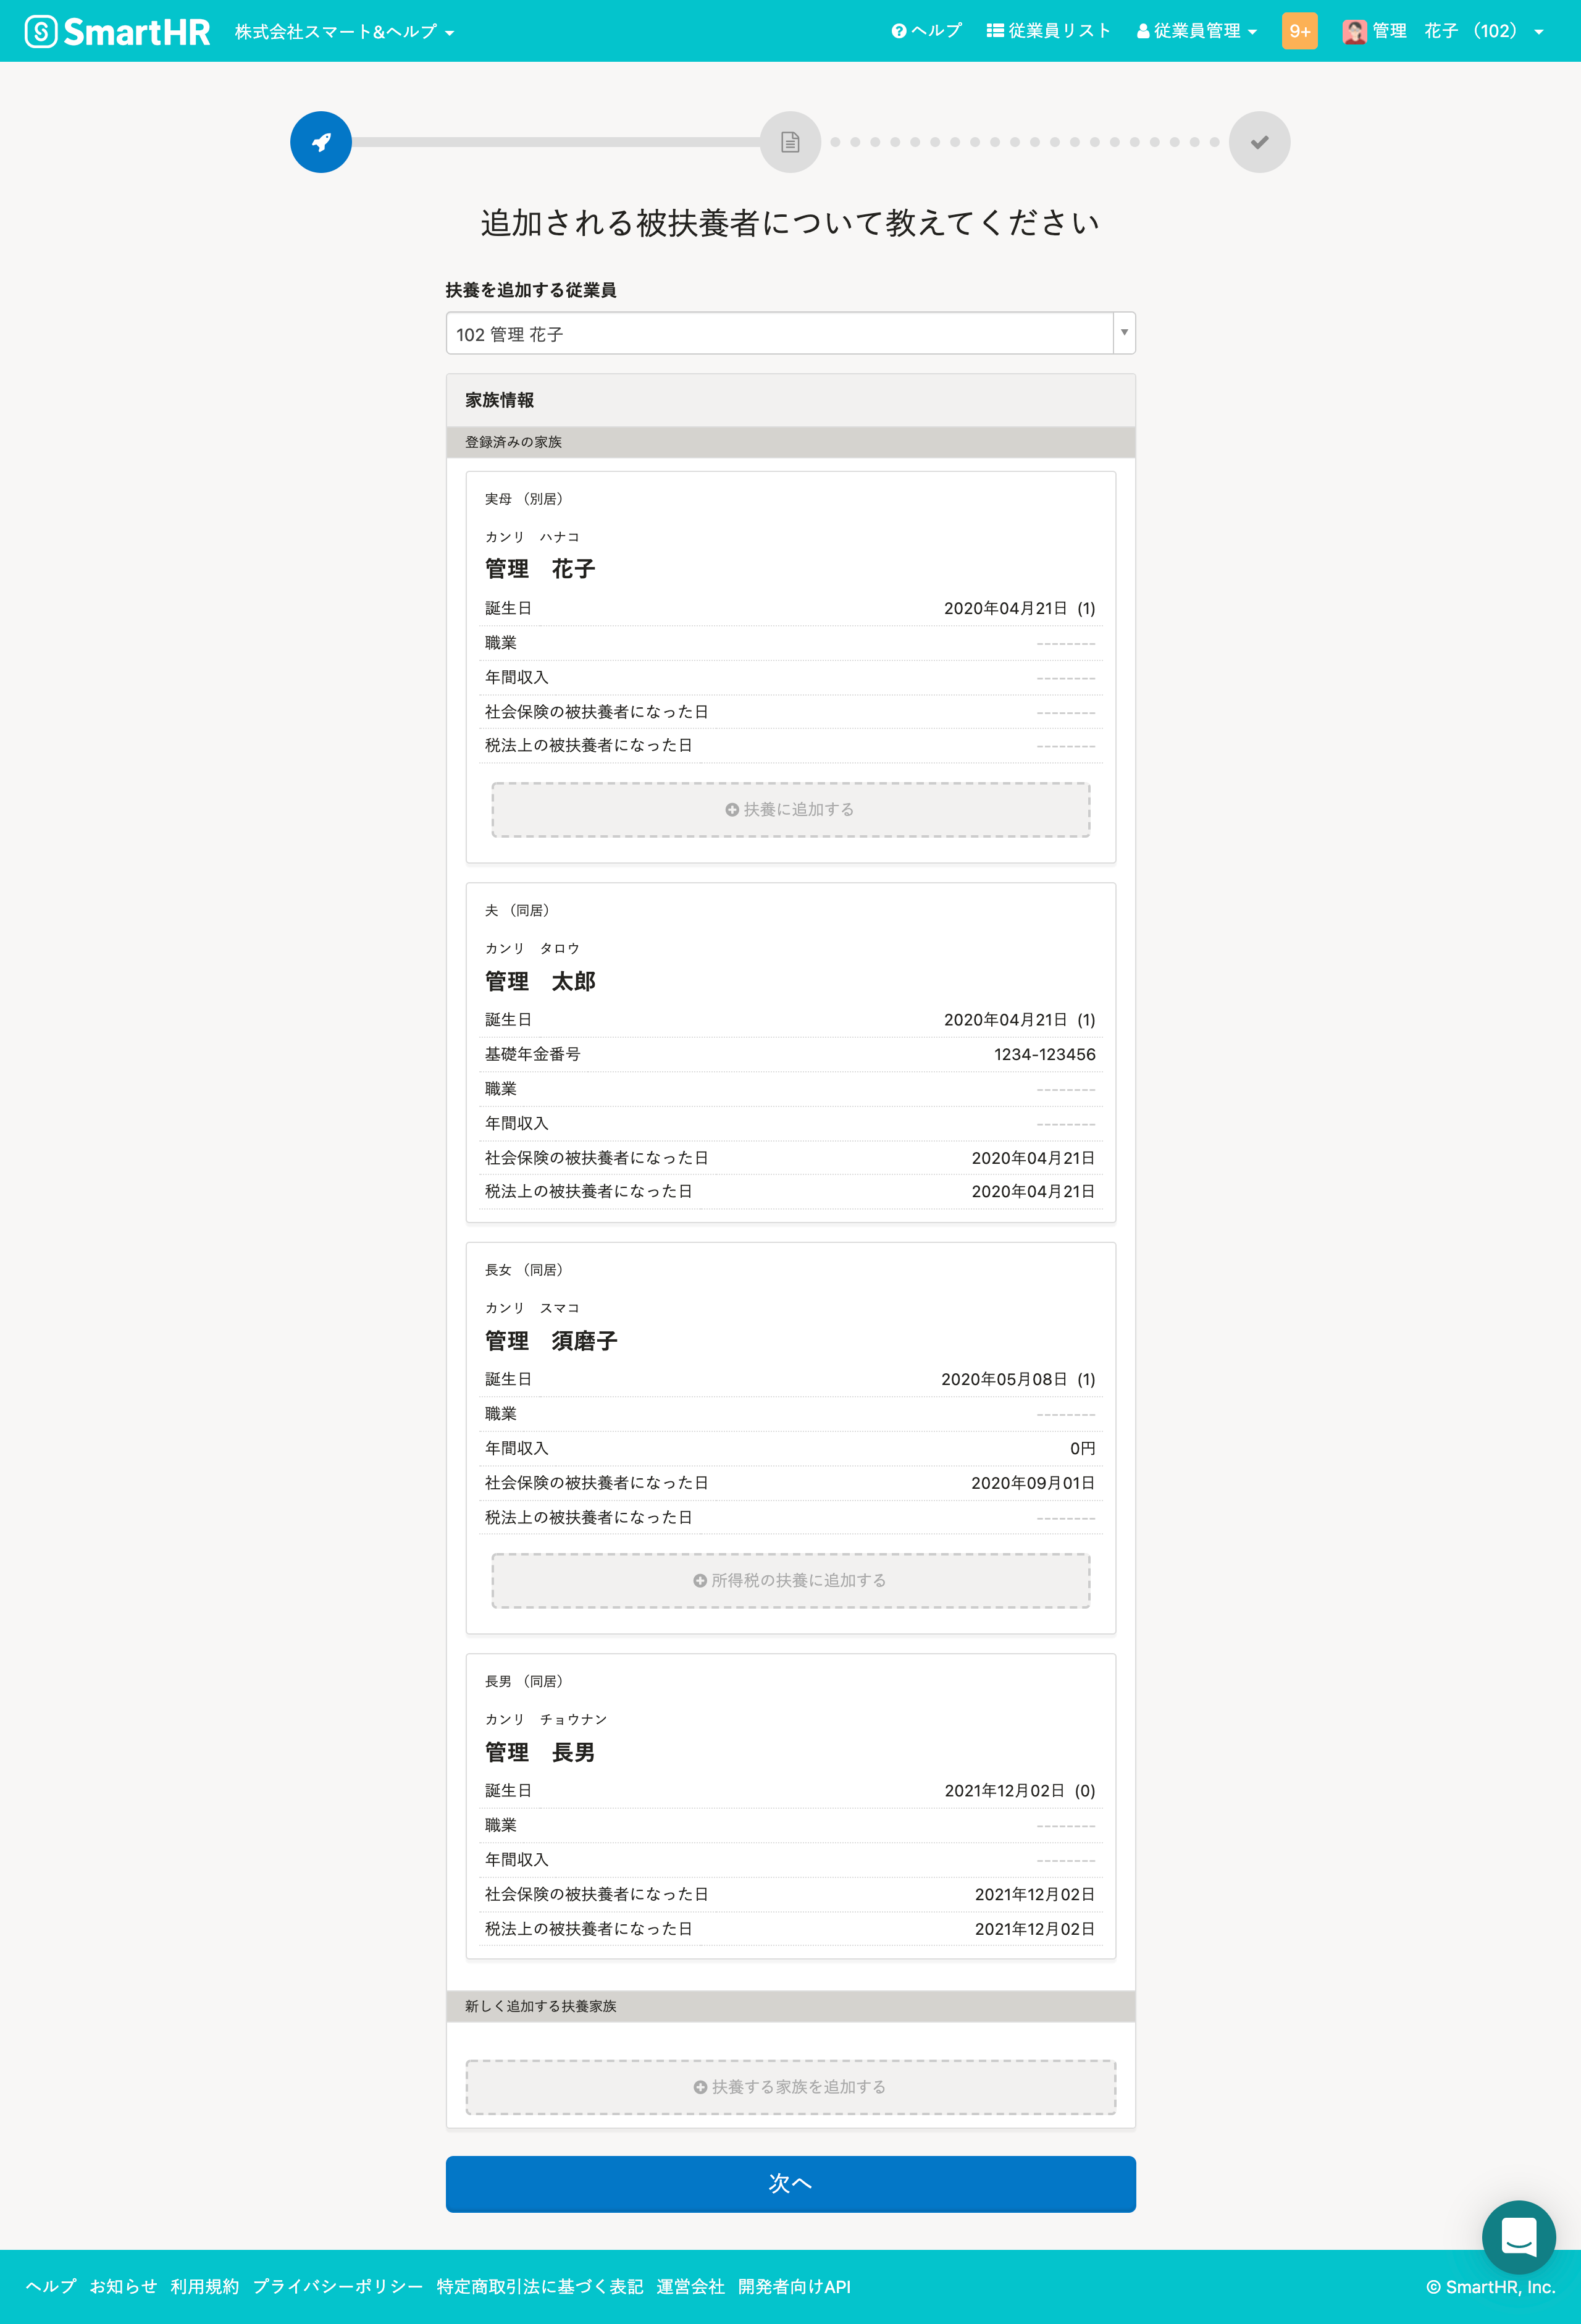 SmartHR 株式会社スマート&ヘルプ ヘルプ 従業員リスト 従業員管理 9+ 管理 花子 (102)
追加される被扶養者について教えてください
扶養を追加する従業員
102 管理 花子
家族情報
登録済みの家族
実母 (別居)
カンリ ハナコ
管理 花子
誕生日 2020年04月21日 (1)
職業 --------
年間収入 --------
社会保険の被扶養者になった日 --------
税法上の被扶養者になった日 --------
扶養に追加する
夫 (同居)
カンリ タロウ
管理 太郎
誕生日 2020年04月21日 (1)
基礎年金番号 1234-123456
職業 --------
年間収入 --------
社会保険の被扶養者になった日 2020年04月21日
税法上の被扶養者になった日 2020年04月21日
長女 (同居)
カンリ スマコ
管理 須磨子
誕生日 2020年05月08日 (1)
職業 --------
年間収入 0円
社会保険の被扶養者になった日 2020年09月01日
税法上の被扶養者になった日 --------
所得税の扶養に追加する
長男 (同居)
カンリ チョウナン
管理 長男
誕生日 2021年12月02日 (0)
職業 --------
年間収入 --------
社会保険の被扶養者になった日 2021年12月02日
税法上の被扶養者になった日 2021年12月02日
新しく追加する扶養家族
扶養する家族を追加する
次へ
ヘルプ お知らせ 利用規約 プライバシーポリシー 特定商取引法に基づく表記 運営会社 開発者向けAPI © SmartHR, Inc.